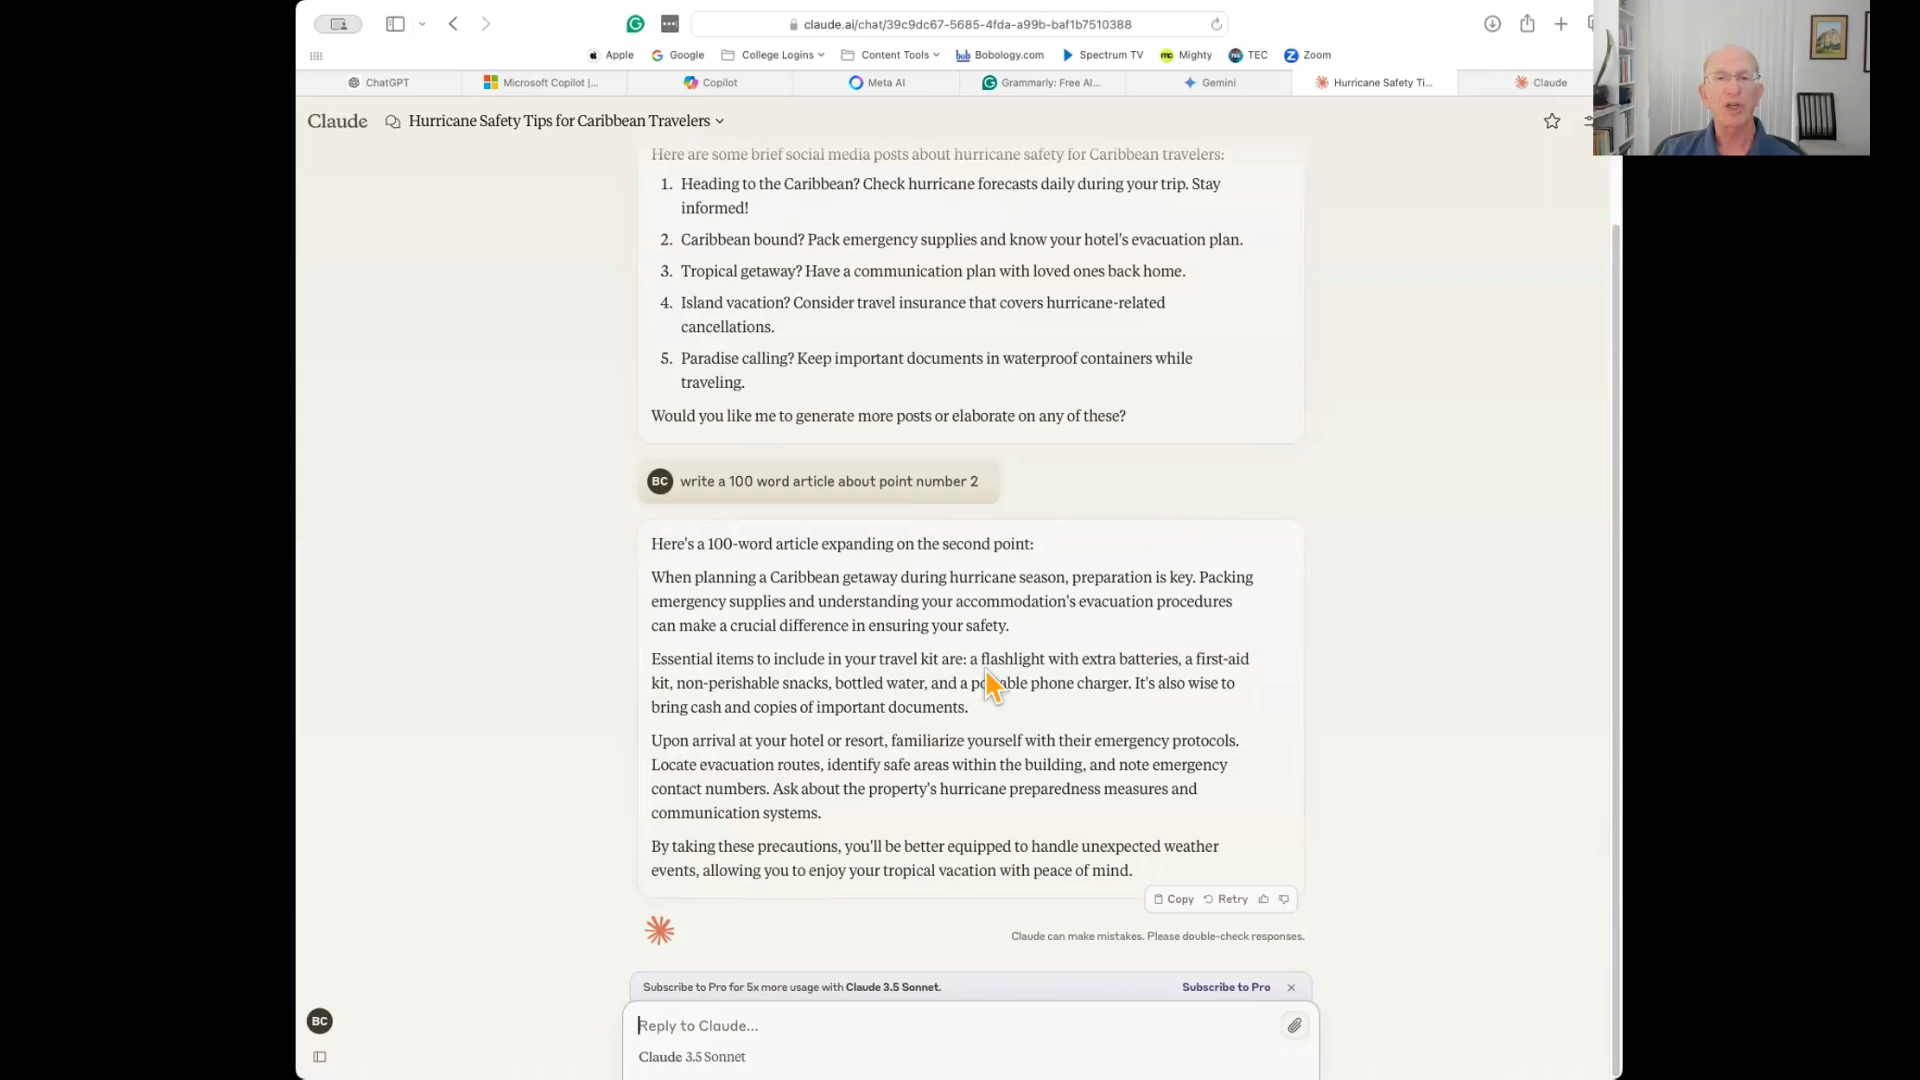 claude.ai/chat/39c9dc67-5685-4fda-a99b-baf1b7510388
Apple Google College Logins Content Tools bub Bobology.com Spectrum TV mc Mighty TEC Zoom
ChatGPT Microsoft Copilot |... Copilot Meta AI Grammarly: Free AI... Gemini Hurricane Safety Ti... Claude
Claude Hurricane Safety Tips for Caribbean Travelers
Here are some brief social media posts about hurricane safety for Caribbean travelers:
1. Heading to the Caribbean? Check hurricane forecasts daily during your trip. Stay
informed!
2. Caribbean bound? Pack emergency supplies and know your hotel's evacuation plan.
3. Tropical getaway? Have a communication plan with loved ones back home.
4. Island vacation? Consider travel insurance that covers hurricane-related
cancellations.
5. Paradise calling? Keep important documents in waterproof containers while
traveling.
Would you like me to generate more posts or elaborate on any of these?
BC write a 100 word article about point number 2
Here's a 100-word article expanding on the second point:
When planning a Caribbean getaway during hurricane season, preparation is key. Packing
emergency supplies and understanding your accommodation's evacuation procedures
can make a crucial difference in ensuring your safety.
Essential items to include in your travel kit are: a flashlight with extra batteries, a first-aid
kit, non-perishable snacks, bottled water, and a portable phone charger. It's also wise to
bring cash and copies of important documents.
Upon arrival at your hotel or resort, familiarize yourself with their emergency protocols.
Locate evacuation routes, identify safe areas within the building, and note emergency
contact numbers. Ask about the property's hurricane preparedness measures and
communication systems.
By taking these precautions, you'll be better equipped to handle unexpected weather
events, allowing you to enjoy your tropical vacation with peace of mind.
Copy Retry
Claude can make mistakes. Please double-check responses.
Subscribe to Pro for 5x more usage with Claude 3.5 Sonnet. Subscribe to Pro
BC
Reply to Claude...
Claude 3.5 Sonnet